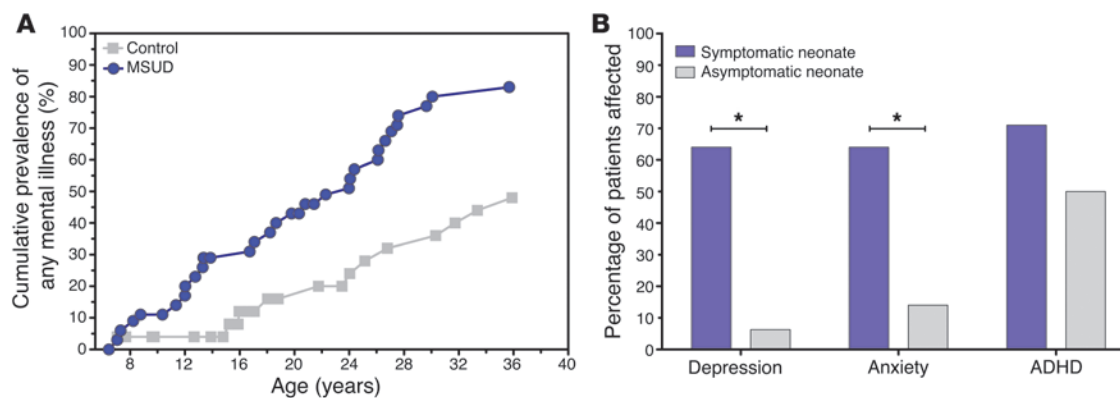 A
Cumulative prevalence of
any mental illness (%)
100
90
80
70
60
50
40
30
20
10
0
Control
MSUD
8 12 16 20 24 28 32 36 40
Age (years)
B
Percentage of patients affected
100
90
80
70
60
50
40
30
20
10
0
Symptomatic neonate
Asymptomatic neonate
* *
Depression Anxiety ADHD